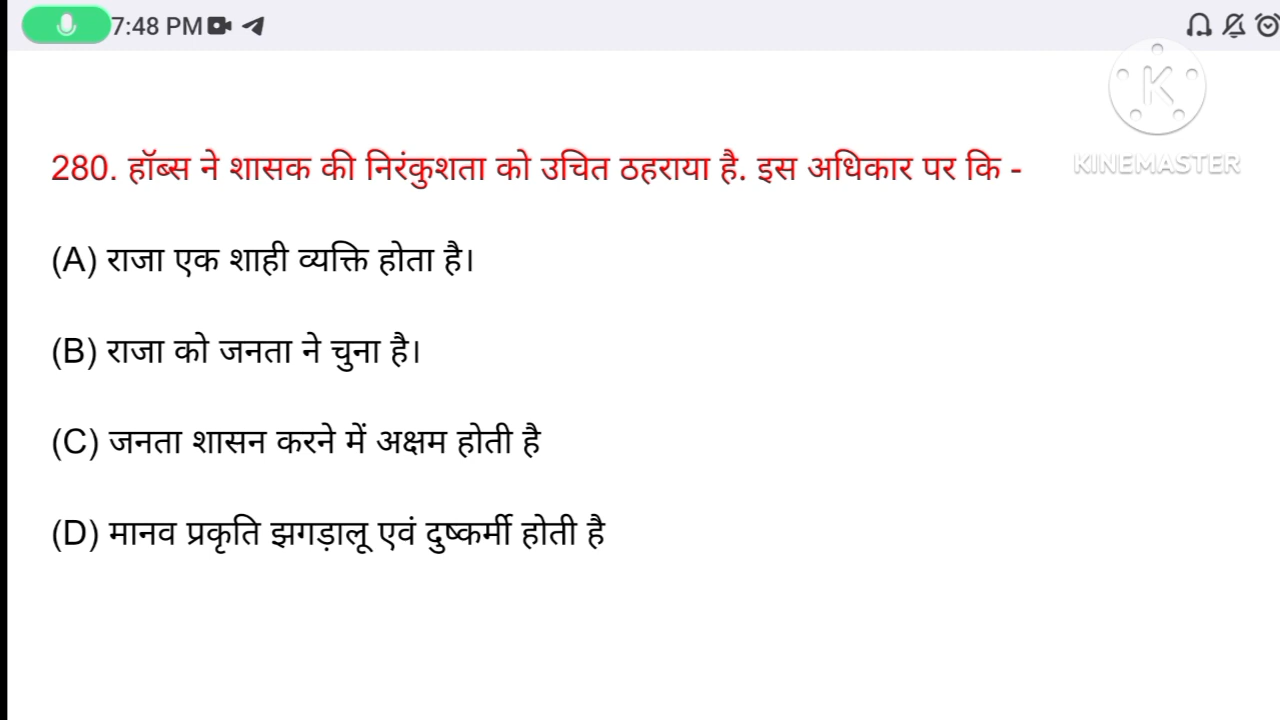 7:48 PM
KINEMASTER
280. हॉब्स ने शासक की निरंकुशता को उचित ठहराया है. इस अधिकार पर कि -
(A) राजा एक शाही व्यक्ति होता है।
(B) राजा को जनता ने चुना है।
(C) जनता शासन करने में अक्षम होती है
(D) मानव प्रकृति झगड़ालू एवं दुष्कर्मी होती है